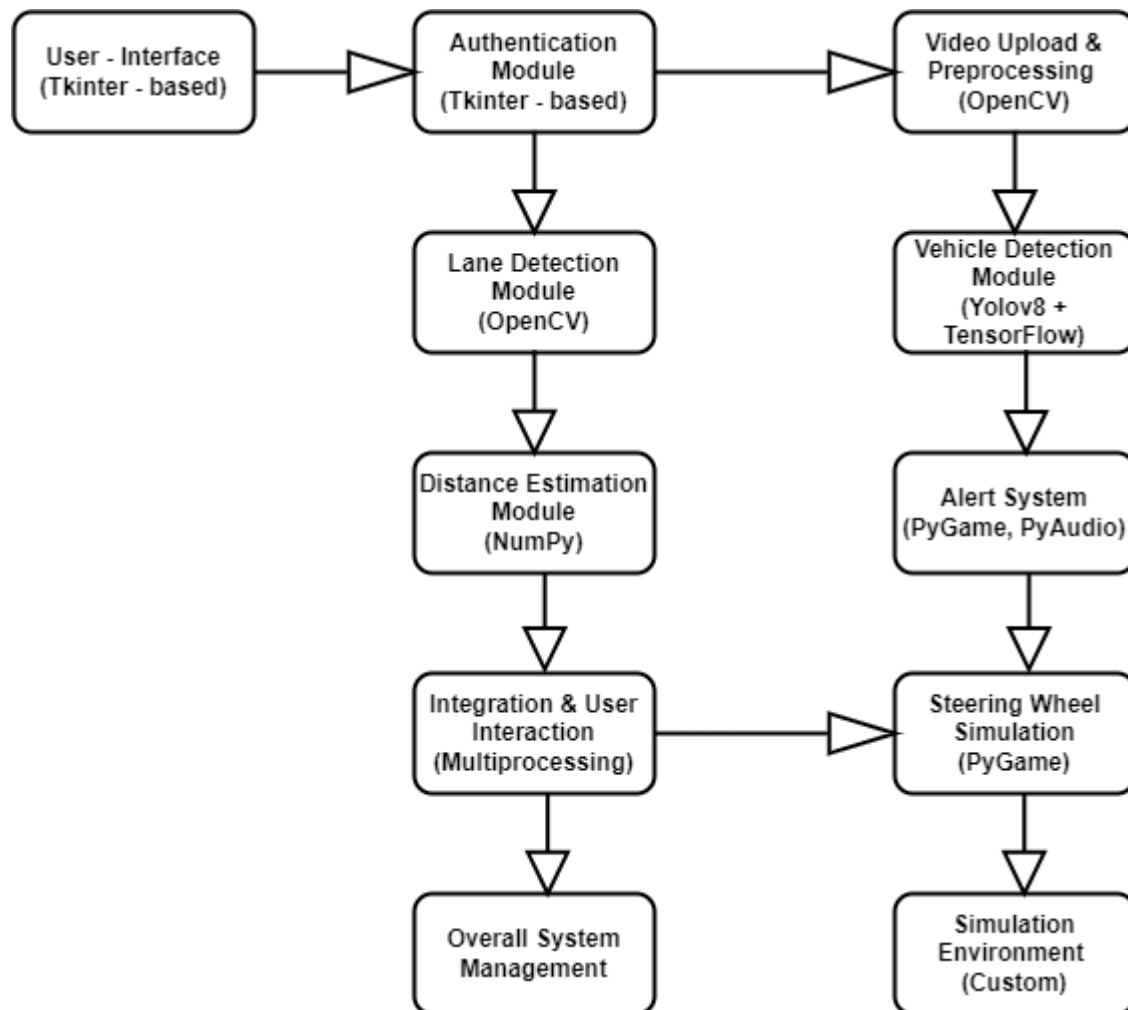 User - Interface
(Tkinter - based)
Authentication
Module
(Tkinter - based)
Video Upload &
Preprocessing
(OpenCV)
Lane Detection
Module
(OpenCV)
Vehicle Detection
Module
(Yolov8 +
TensorFlow)
Distance Estimation
Module
(NumPy)
Alert System
(PyGame, PyAudio)
Integration & User
Interaction
(Multiprocessing)
Steering Wheel
Simulation
(PyGame)
Overall System
Management
Simulation
Environment
(Custom)